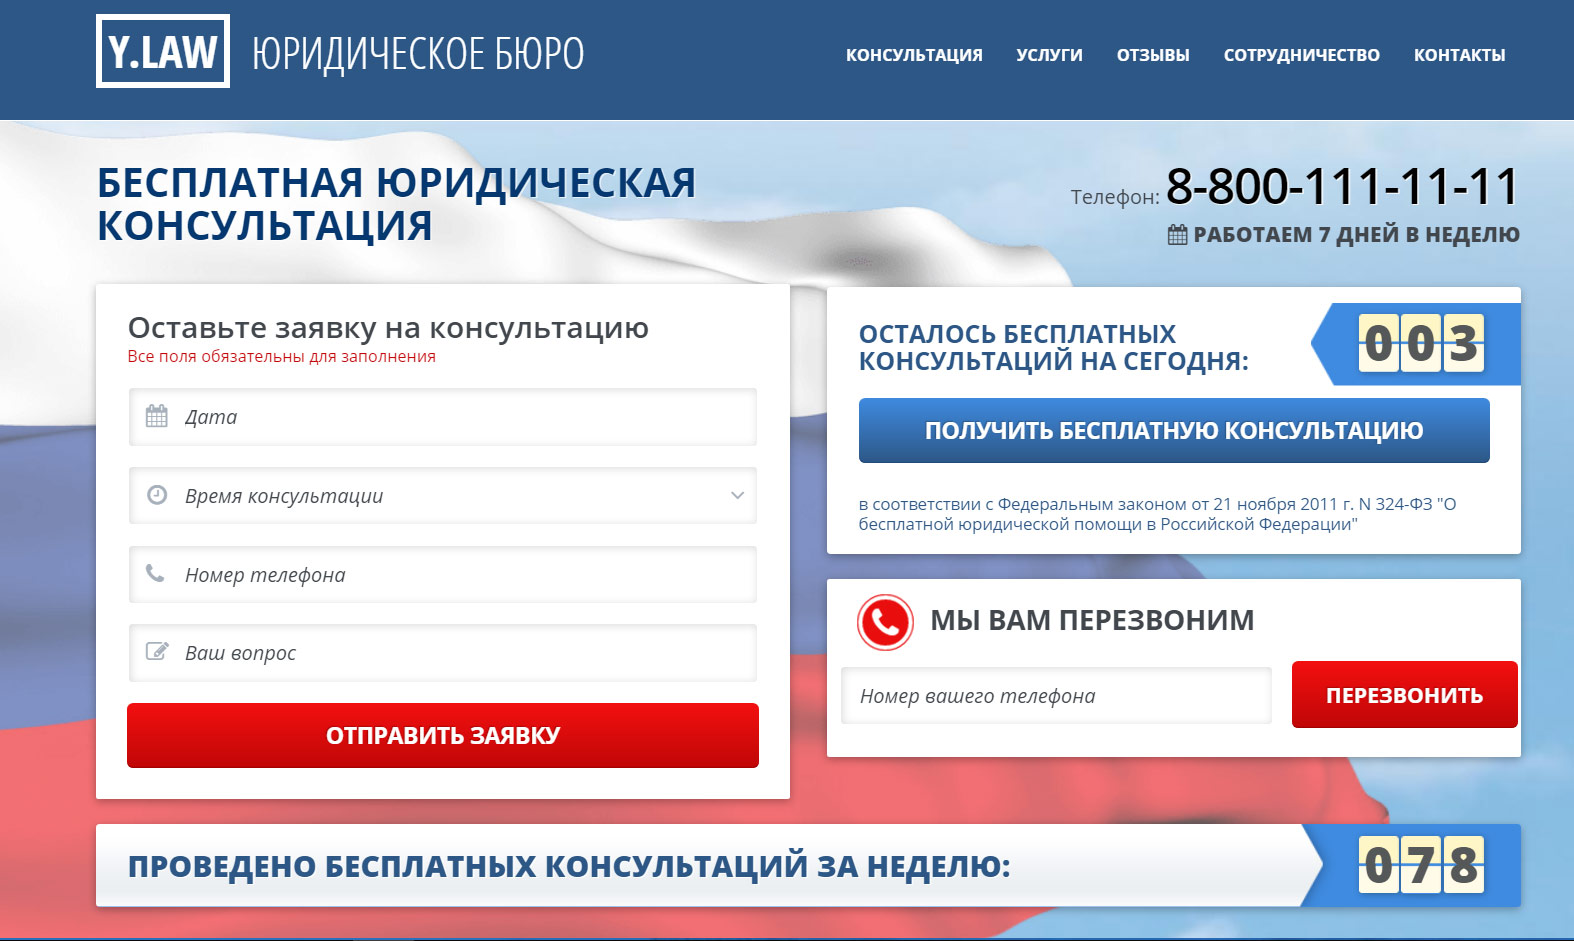 Y.LAW ЮРИДИЧЕСКОЕ БЮРО
КОНСУЛЬТАЦИЯ УСЛУГИ ОТЗЫВЫ СОТРУДНИЧЕСТВО КОНТАКТЫ
БЕСПЛАТНАЯ ЮРИДИЧЕСКАЯ
КОНСУЛЬТАЦИЯ
Телефон: 8-800-111-11-11
РАБОТАЕМ 7 ДНЕЙ В НЕДЕЛЮ
Оставьте заявку на консультацию
Все поля обязательны для заполнения
Дата
Время консультации
Номер телефона
Ваш вопрос
ОТПРАВИТЬ ЗАЯВКУ
ОСТАЛОСЬ БЕСПЛАТНЫХ
КОНСУЛЬТАЦИЙ НА СЕГОДНЯ:
003
ПОЛУЧИТЬ БЕСПЛАТНУЮ КОНСУЛЬТАЦИЮ
в соответствии с Федеральным законом от 21 ноября 2011 г. N 324-ФЗ "О
бесплатной юридической помощи в Российской Федерации"
МЫ ВАМ ПЕРЕЗВОНИМ
Номер вашего телефона
ПЕРЕЗВОНИТЬ
ПРОВЕДЕНО БЕСПЛАТНЫХ КОНСУЛЬТАЦИЙ ЗА НЕДЕЛЮ:
078